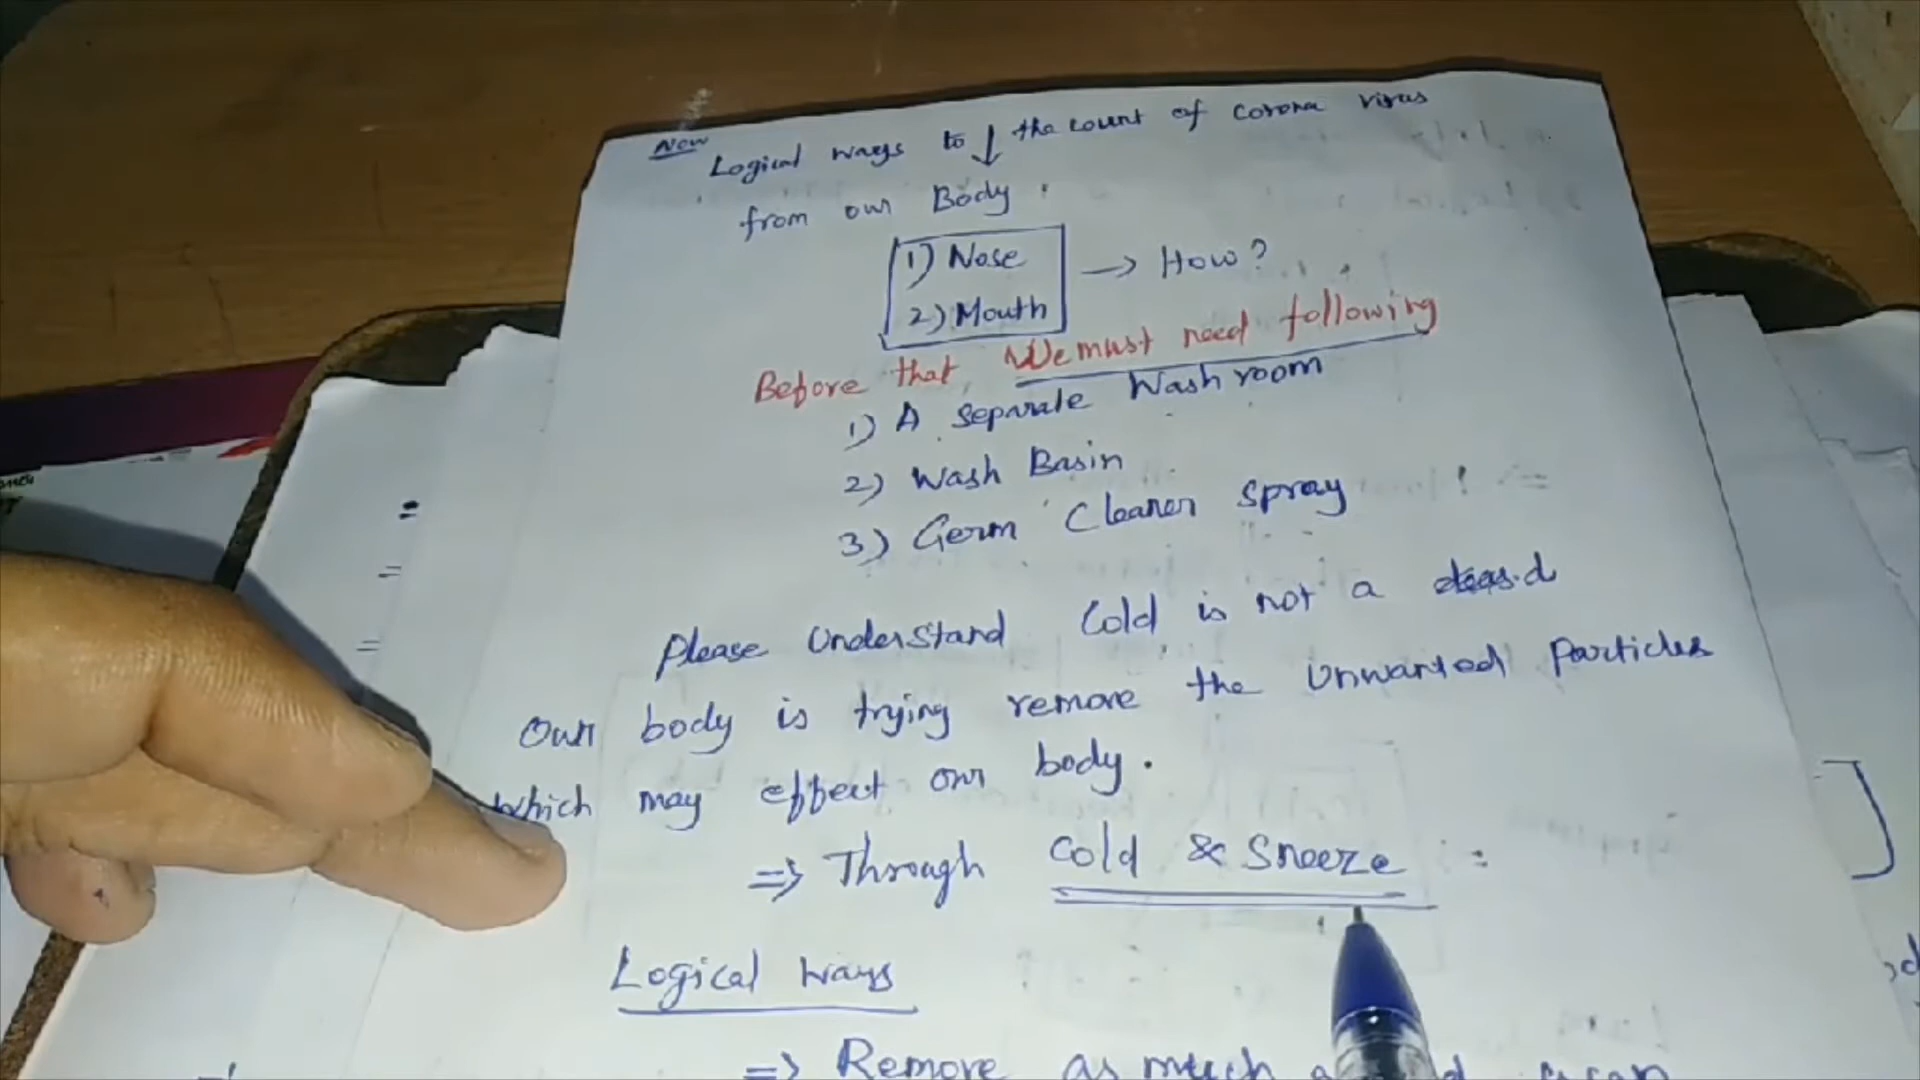 Now
Logical ways to ↓ the count of corona virus
from our Body
1) Nose
2) Mouth
→ How?
Before that, We must need following
1) A separate Wash room
2) Wash Basin
3) Germ Cleaner spray
Please Understand Cold is not a
Our body is trying remove the Unwanted Particles
which may effect our body.
=> Through Cold & Sneeze
Logical ways
=> Remove as much